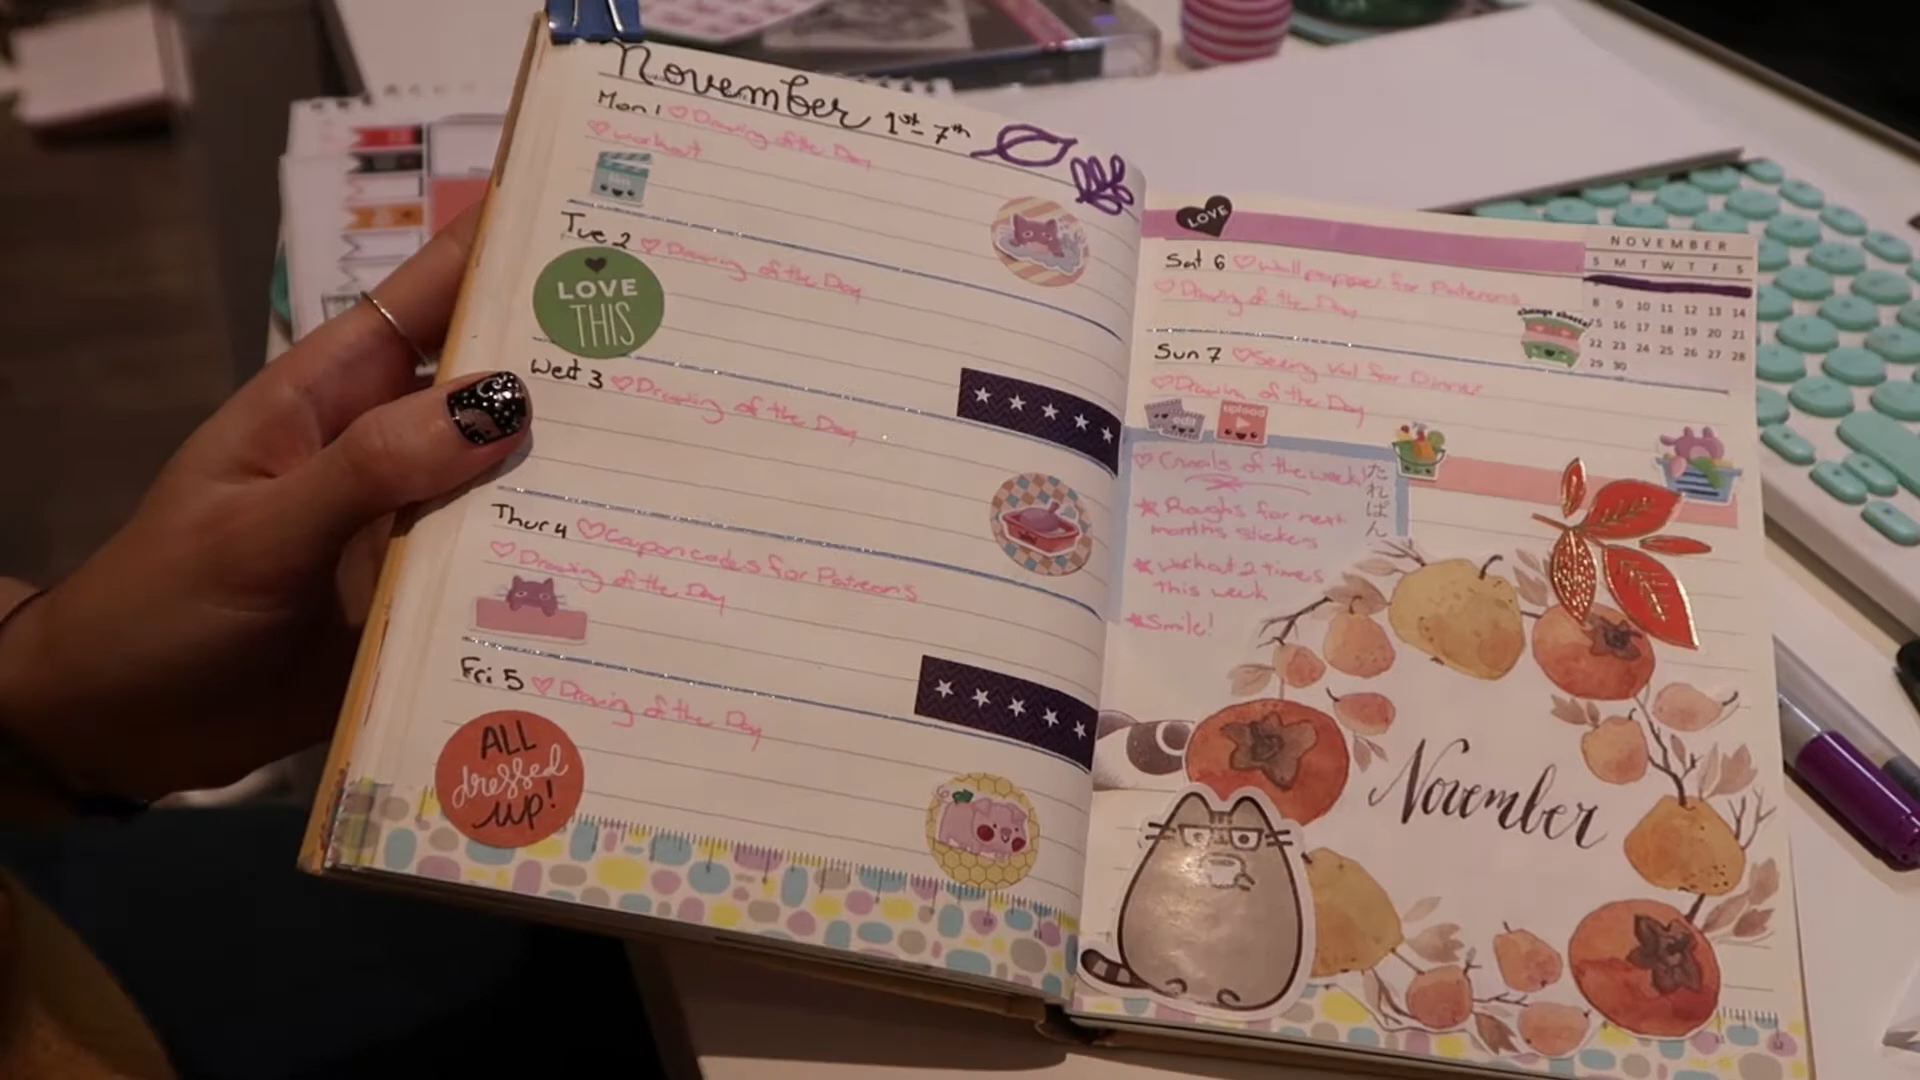 November 1st - 7th
Mon 1 Drawing of the Day
workout
Tue 2 Drawing of the Day
LOVE
THIS
Wed 3 Drawing of the Day
Thur 4 Coupon codes for Patreons
Drawing of the Day
Fri 5 Drawing of the Day
ALL
dressed
up!
LOVE
Sat 6 Wallpapaper for Patreons
Drawing of the Day
change sheets
NOVEMBER
S M T W T F S
8 9 10 11 12 13 14
15 16 17 18 19 20 21
22 23 24 25 26 27 28
29 30
Sun 7 Seeing Val for Dinner
Drawing of the Day
edit
upload
Goals of the week!
Roughs for next
months stickers
workout 2 times
this week
Smile!
たれぱん
November